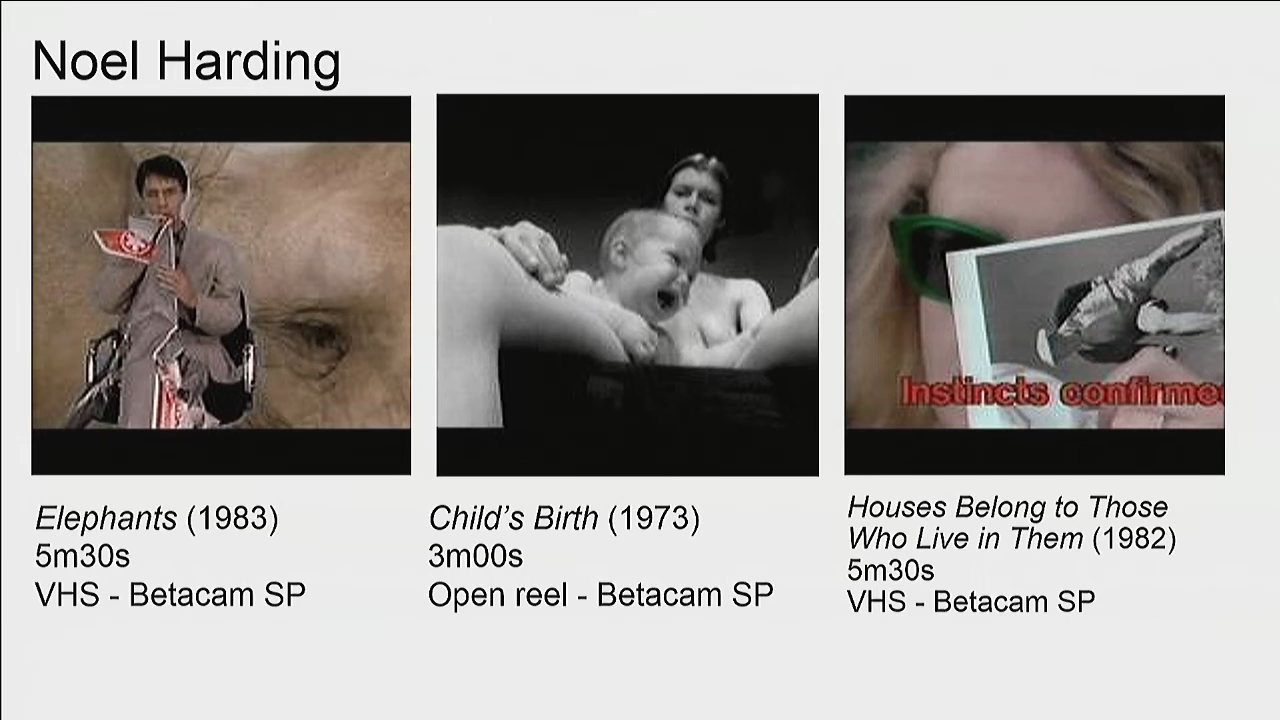 Noel Harding
Instincts confirme
Elephants (1983)
5m30s
VHS - Betacam SP
Child's Birth (1973)
3m00s
Open reel - Betacam SP
Houses Belong to Those
Who Live in Them (1982)
5m30s
VHS - Betacam SP